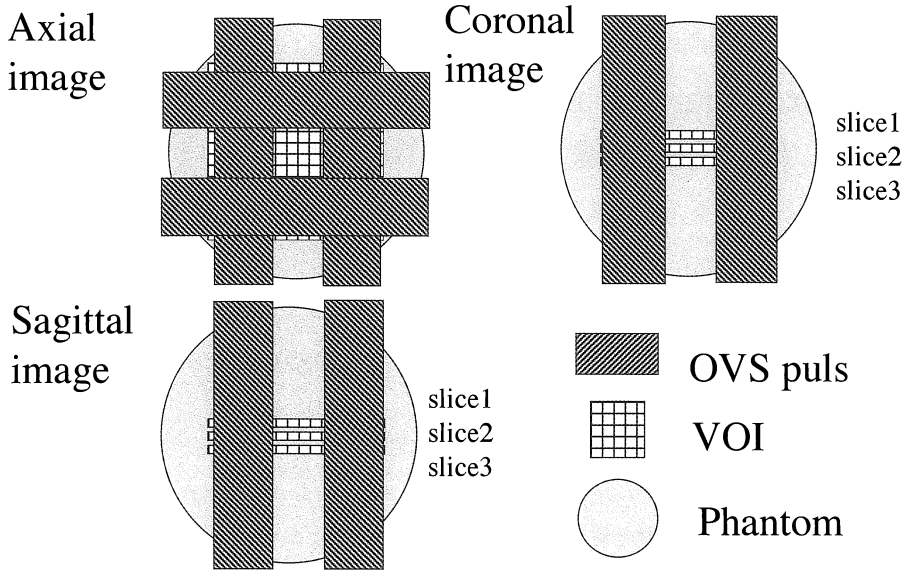 Axial
image
Coronal
image
slice1
slice2
slice3
Sagittal
image
slice1
slice2
slice3
OVS puls
VOI
Phantom